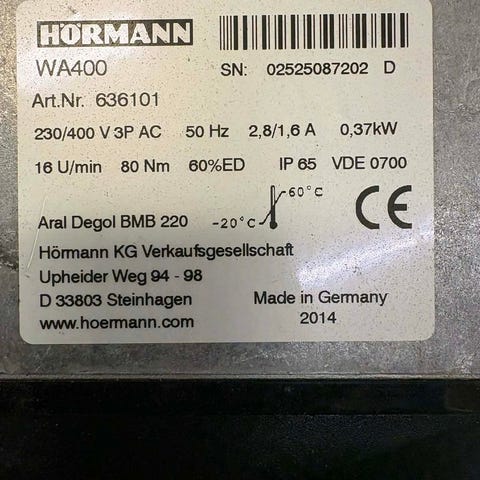 HÖRMANN
WA400 SN: 02525087202 D
Art.Nr. 636101
230/400 V 3P AC 50 Hz 2,8/1,6 A 0,37kW
16 U/min 80 Nm 60%ED IP 65 VDE 0700
Aral Degol BMB 220 -20°C 60°C CE
Hörmann KG Verkaufsgesellschaft
Upheider Weg 94 - 98
D 33803 Steinhagen Made in Germany
www.hoermann.com 2014